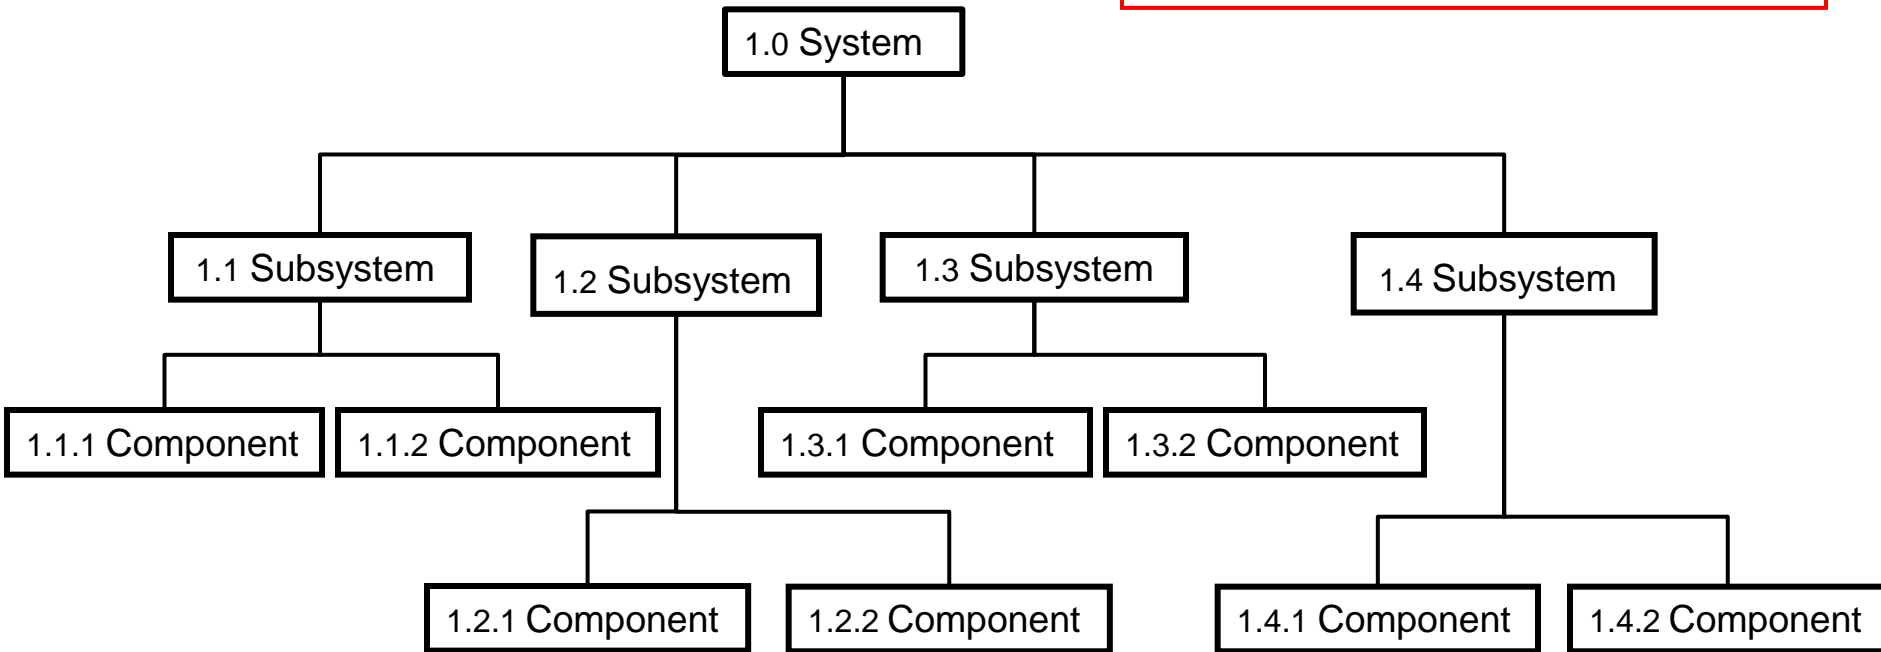 1.0 System
1.1 Subsystem
1.2 Subsystem
1.3 Subsystem
1.4 Subsystem
1.1.1 Component
1.1.2 Component
1.3.1 Component
1.3.2 Component
1.2.1 Component
1.2.2 Component
1.4.1 Component
1.4.2 Component